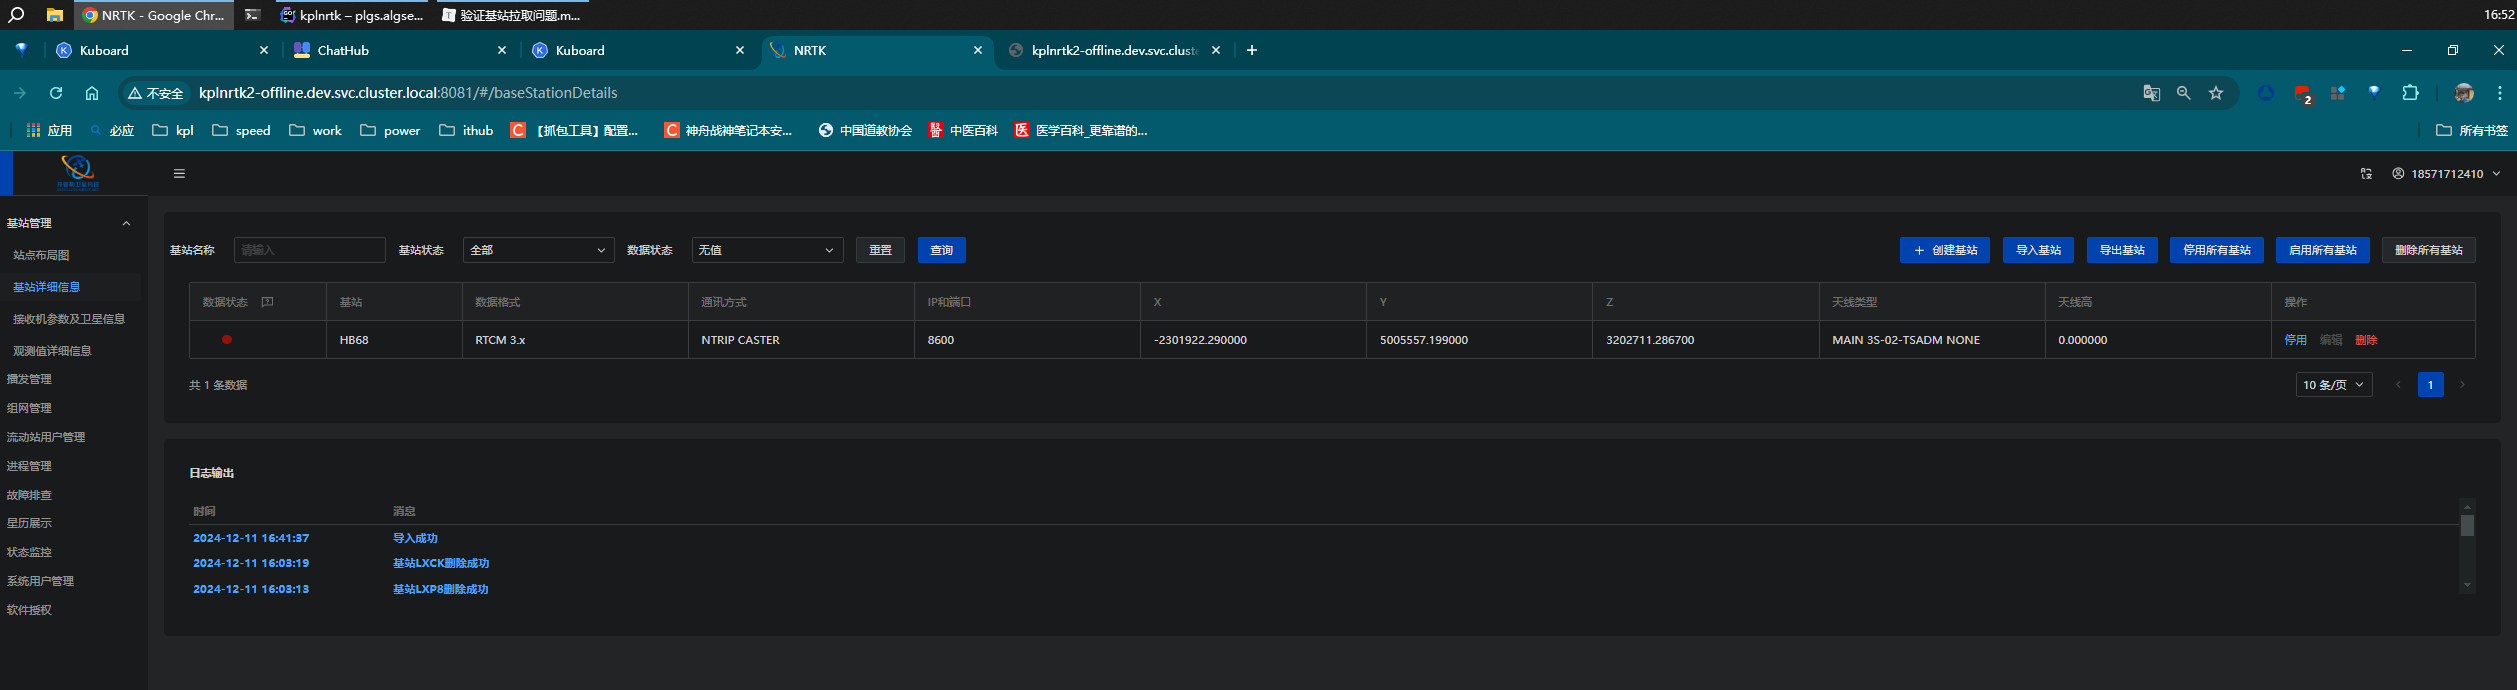 NRTK - Google Chr...
kplnrtk – plgs.algse...
验证基站拉取问题.m...
16:52
Kuboard
ChatHub
Kuboard
NRTK
kplnrtk2-offline.dev.svc.clust
不安全
kplnrtk2-offline.dev.svc.cluster.local:8081/#/baseStationDetails
2
应用
必应
kpl
speed
work
power
ithub
【抓包工具】配置...
神舟战神笔记本安...
中国道教协会
中医百科
医学百科_更靠谱的...
所有书签
18571712410
基站管理
站点布局图
基站详细信息
接收机参数及卫星信息
观测值详细信息
播发管理
组网管理
流动站用户管理
进程管理
故障排查
星历展示
状态监控
系统用户管理
软件授权
基站名称
请输入
基站状态
全部
数据状态
无值
重置
查询
创建基站
导入基站
导出基站
停用所有基站
启用所有基站
删除所有基站
数据状态 基站 数据格式 通讯方式 IP和端口 X Y Z 天线类型 天线高 操作
HB68 RTCM 3.x NTRIP CASTER 8600 -2301922.290000 5005557.199000 3202711.286700 MAIN 3S-02-TSADM NONE 0.000000 停用 编辑 删除
共 1 条数据
10 条/页
1
日志输出
时间 消息
2024-12-11 16:41:37 导入成功
2024-12-11 16:03:19 基站LXCK删除成功
2024-12-11 16:03:13 基站LXP8删除成功